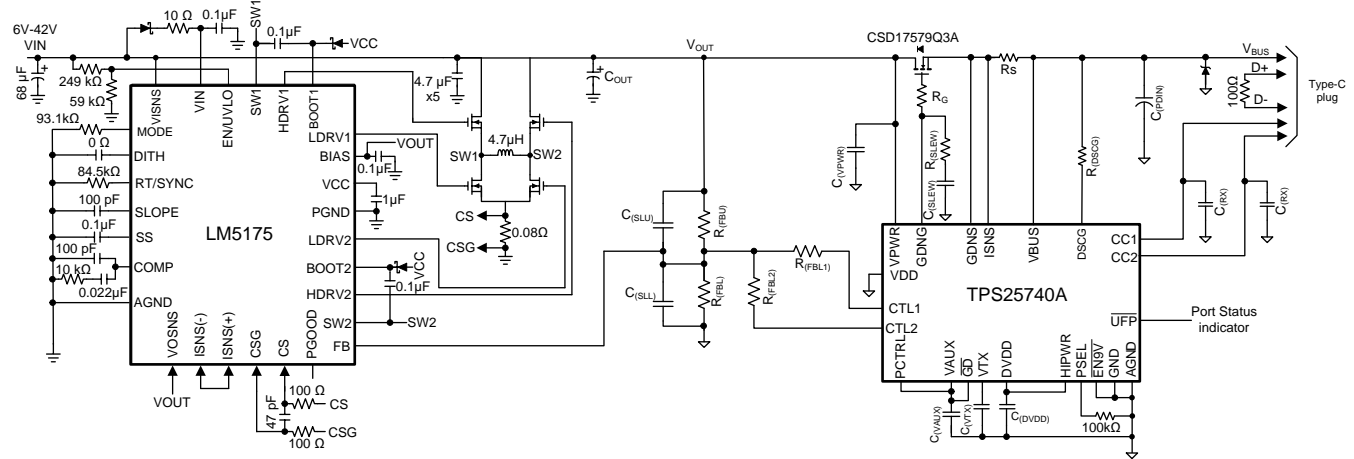 6V-42V
VIN
10 Ω
0.1µF
SW1
0.1µF
VCC
68 µF
249 kΩ
59 kΩ
VISNS
VIN
EN/UVLO
SW1
HDRV1
BOOT1
93.1kΩ
MODE
0 Ω
DITH
84.5kΩ
RT/SYNC
100 pF
SLOPE
0.1µF
SS
100 pF
COMP
10 kΩ
0.022µF
AGND
LM5175
LDRV1
BIAS
VOUT
0.1µF
VCC
1µF
PGND
LDRV2
BOOT2
VCC
0.1µF
HDRV2
SW2
SW2
FB
VOSNS
ISNS(-)
ISNS(+)
CSG
CS
PGOOD
VOUT
100 Ω
CS
47 pF
CSG
100 Ω
4.7 µF
x5
COUT
4.7µH
SW1
SW2
CS
CSG
0.08Ω
VOUT
CSD17579Q3A
RS
RG
C(VPWR)
R(SLEW)
C(SLEW)
C(SLU)
R(FBU)
C(SLL)
R(FBL)
R(FBL2)
R(FBL1)
VBUS
D+
100Ω
D-
Type-C
plug
C(PDIN)
R(DSCG)
C(RX)
C(RX)
VPWR
GDNG
GDNS
ISNS
VBUS
DSCG
CC1
CC2
VDD
TPS25740A
CTL1
CTL2
UFP
Port Status
indicator
PCTRL
VAUX
GD
VTX
DVDD
HIPWR
PSEL
EN9V
GND
AGND
C(VAUX)
C(VTX)
C(DVDD)
100kΩ